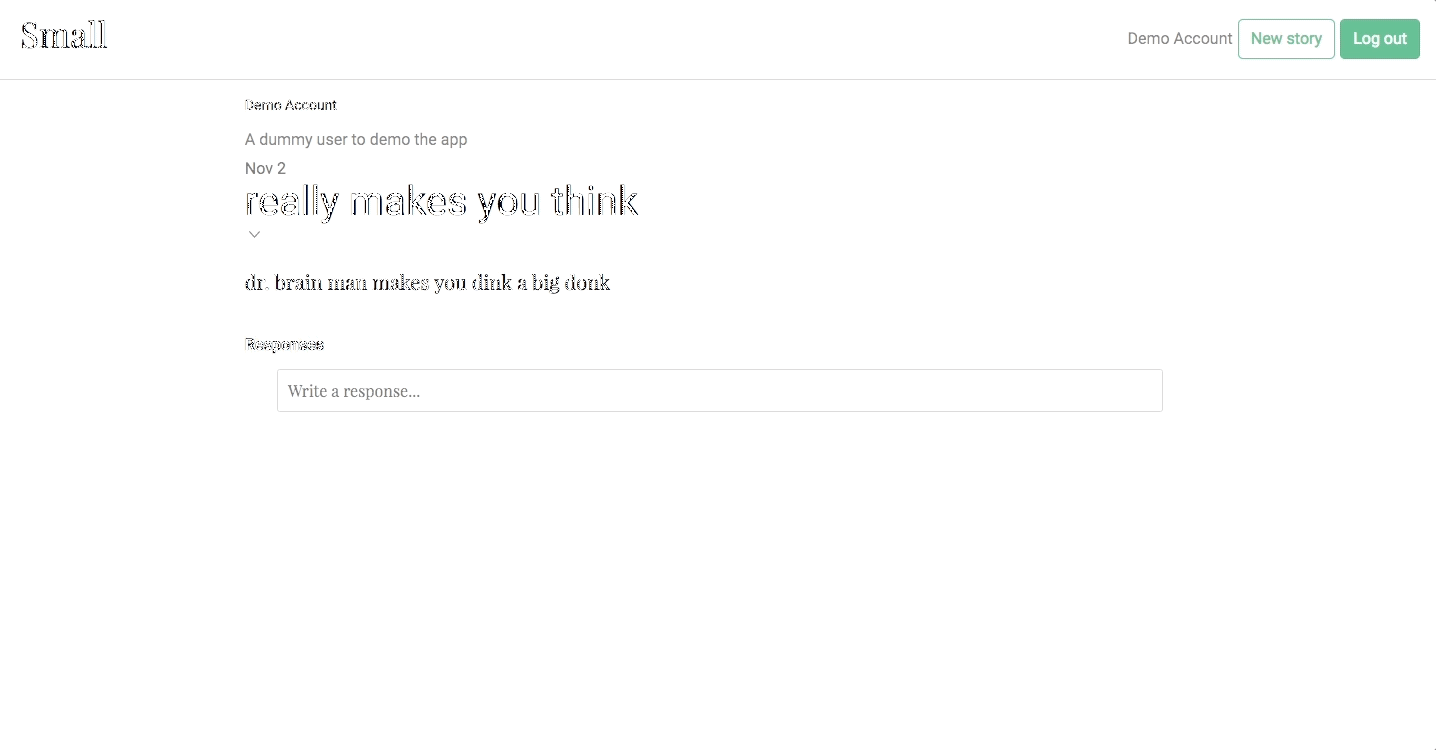 Small
Demo Account New story Log out
Demo Account
A dummy user to demo the app
Nov 2
really makes you think
dr. brain man makes you dink a big donk
Responses
Write a response...